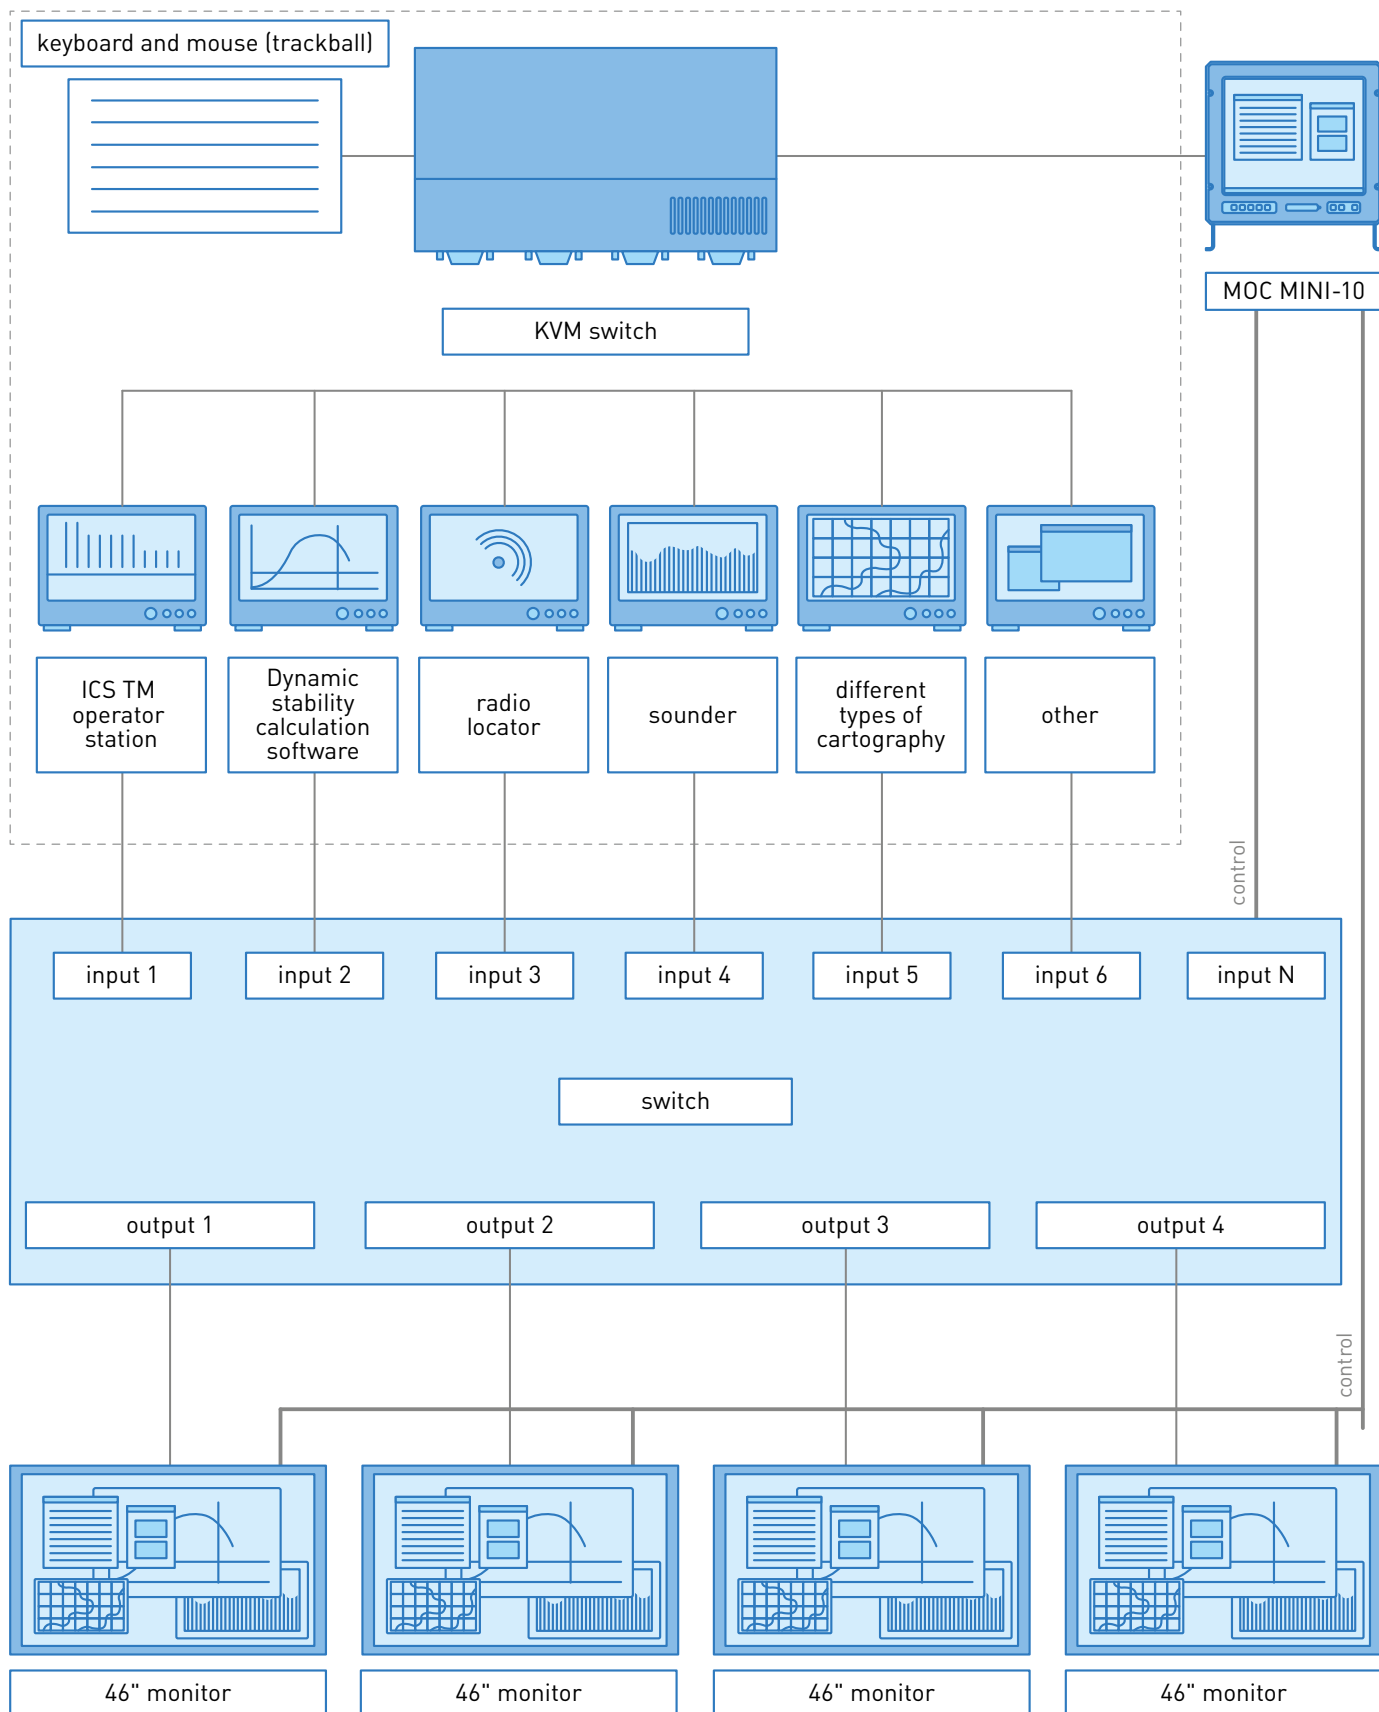 keyboard and mouse (trackball)
MOC MINI-10
KVM switch
ICS TM
operator
station
Dynamic
stability
calculation
software
radio
locator
sounder
different
types of
cartography
other
control
input 1
input 2
input 3
input 4
input 5
input 6
input N
switch
output 1
output 2
output 3
output 4
control
46" monitor
46" monitor
46" monitor
46" monitor